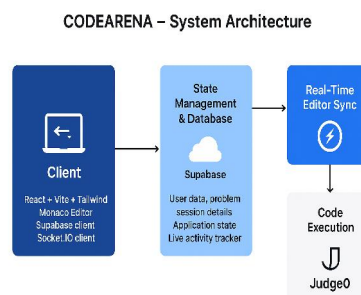 CODEARENA – System Architecture
Client
React + Vite + Tailwind
Monaco Editor
Supabase client
Socket.IO client
State
Management
& Database
Supabase
User data, problem
session details
Application state
Live activity tracker
Real-Time
Editor Sync
Code
Execution
Judge0